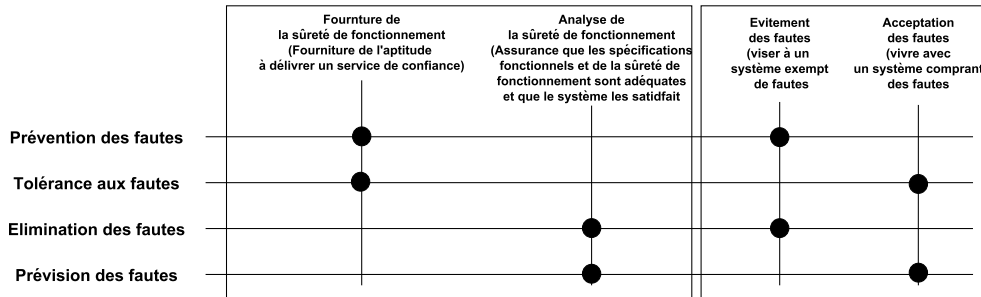 Fournture de
la sûreté de fonctionnement
(Fourniture de l'aptitude
à délivrer un service de confiance)
Analyse de
la sûreté de fonctionnement
(Assurance que les spécifications
fonctionnels et de la sûreté de
fonctionnement sont adéquates
et que le système les satidfait
Evitement
des fautes
(viser à un
système exempt
de fautes
Acceptation
des fautes
(vivre avec
un système comprant
des fautes
Prévention des fautes
Tolérance aux fautes
Elimination des fautes
Prévision des fautes